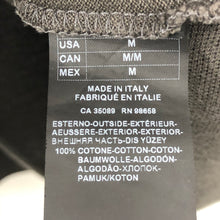 USA M
CAN M/M
MEX M
MADE IN ITALY
FABRIQUÉ EN ITALIE
CA 35089 RN 98658
ESTERNO-OUTSIDE-EXTÉRIEUR-
AEUSSERE-EXTERIOR-EXTERIOR-
ВНЕШНЯЯ ЧАСТЬ-DIS YÜZEY
100% COTONE-COTTON-COTON-
BAUMWOLLE-ALGODÓN-
ALGODÃO-ХЛОПОК-
PAMUK/KOTON